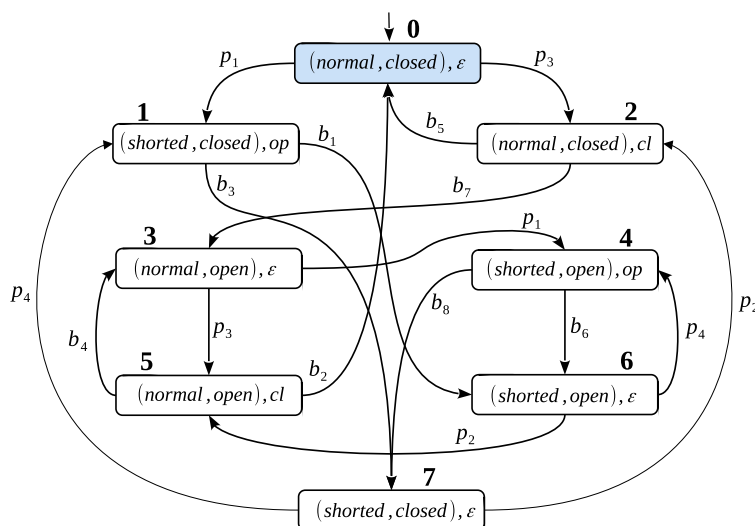 0
(normal,closed),ε
p₁
p₃
1
2
(shorted,closed),op
b₁
b₅
(normal,closed),cl
b₃
b₇
3
p₁
4
(normal,open),ε
(shorted,open),op
p₄
p₃
b₈
b₆
p₄
p₂
b₄
5
b₂
6
(normal,open),cl
(shorted,open),ε
p₂
7
(shorted,closed),ε